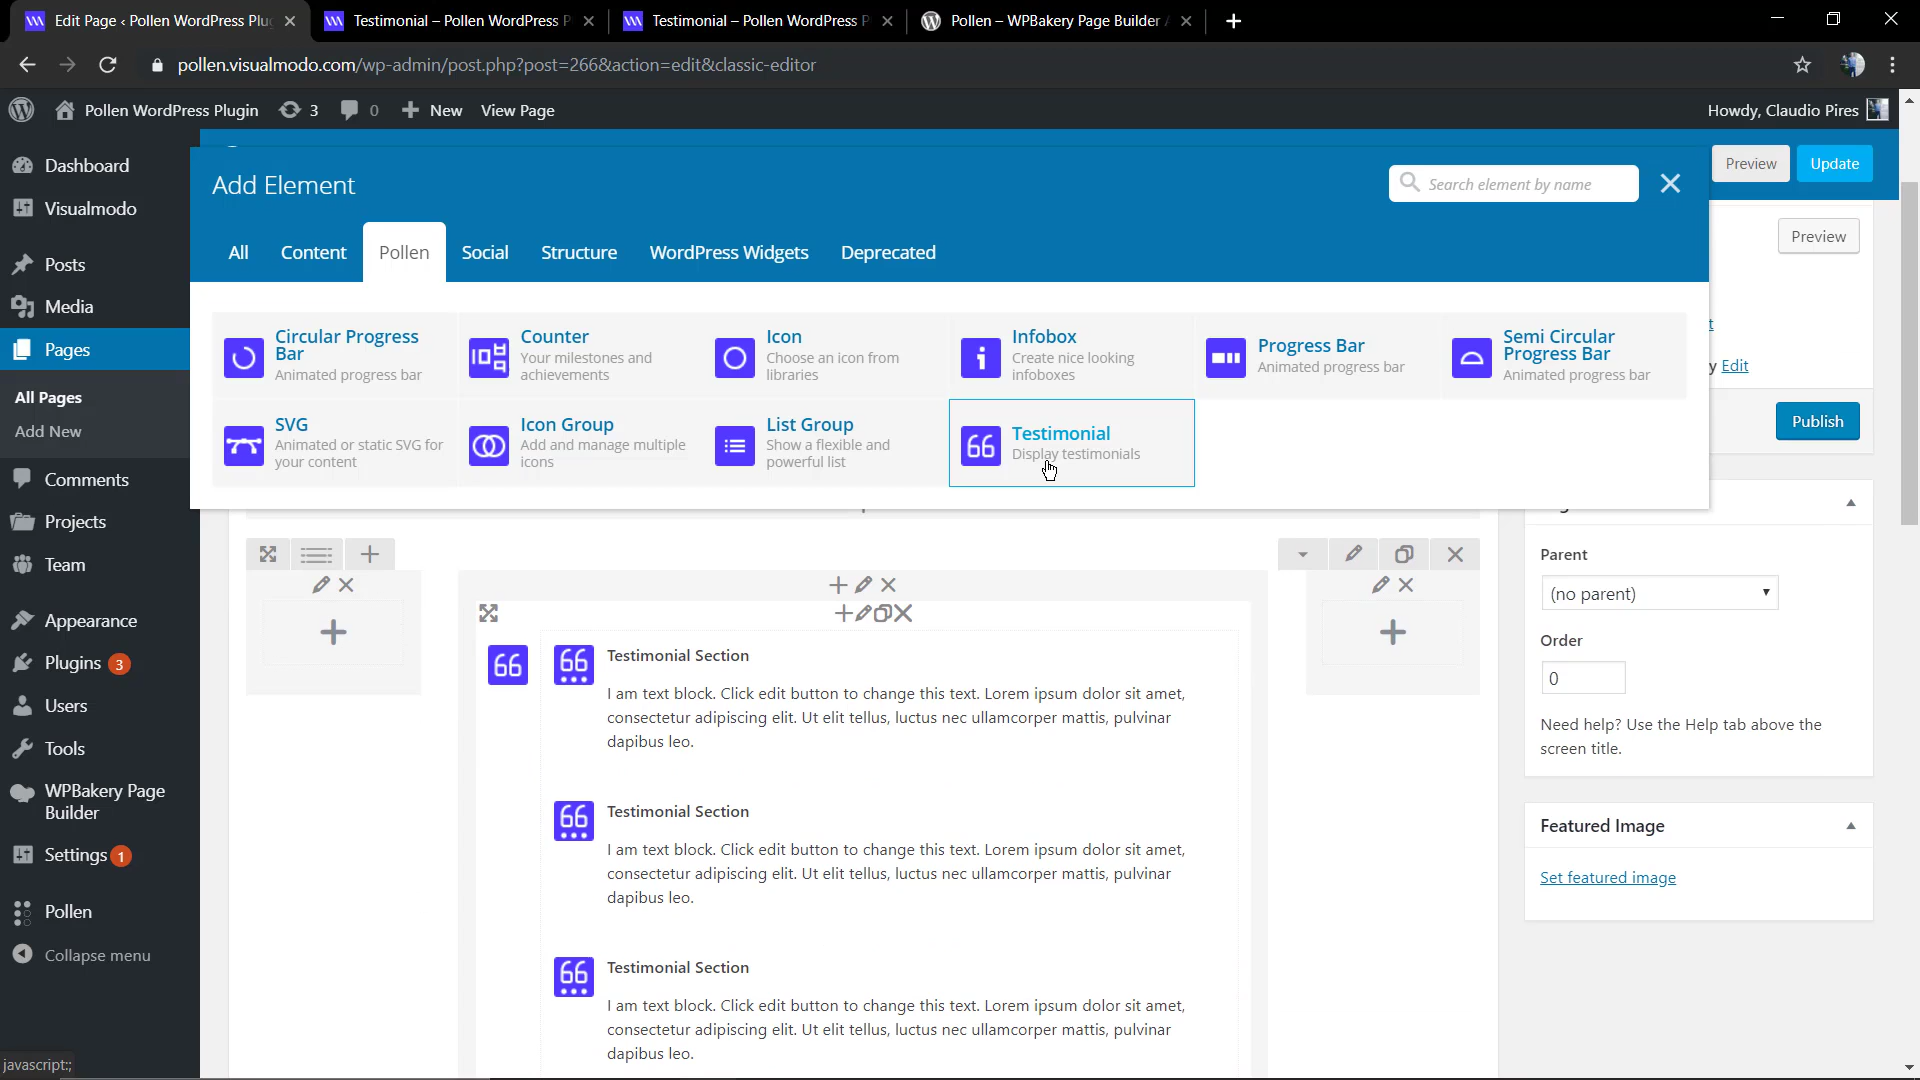 Edit Page ‹ Pollen WordPress Plug
Testimonial – Pollen WordPress P
Testimonial – Pollen WordPress P
Pollen – WPBakery Page Builder A
pollen.visualmodo.com/wp-admin/post.php?post=266&action=edit&classic-editor
Pollen WordPress Plugin 3 0 New View Page
Howdy, Claudio Pires
Dashboard
Visualmodo
Posts
Media
Pages
All Pages
Add New
Comments
Projects
Team
Appearance
Plugins 3
Users
Tools
WPBakery Page
Builder
Settings 1
Pollen
Collapse menu
javascript:;
Add Element
Search element by name
Preview
Update
All
Content
Pollen
Social
Structure
WordPress Widgets
Deprecated
Circular Progress
Bar
Animated progress bar
Counter
Your milestones and
achievements
Icon
Choose an icon from
libraries
Infobox
Create nice looking
infoboxes
Progress Bar
Animated progress bar
Semi Circular
Progress Bar
Animated progress bar
SVG
Animated or static SVG for
your content
Icon Group
Add and manage multiple
icons
List Group
Show a flexible and
powerful list
Testimonial
Display testimonials
Testimonial Section
I am text block. Click edit button to change this text. Lorem ipsum dolor sit amet,
consectetur adipiscing elit. Ut elit tellus, luctus nec ullamcorper mattis, pulvinar
dapibus leo.
Testimonial Section
I am text block. Click edit button to change this text. Lorem ipsum dolor sit amet,
consectetur adipiscing elit. Ut elit tellus, luctus nec ullamcorper mattis, pulvinar
dapibus leo.
Testimonial Section
I am text block. Click edit button to change this text. Lorem ipsum dolor sit amet,
consectetur adipiscing elit. Ut elit tellus, luctus nec ullamcorper mattis, pulvinar
dapibus leo.
Preview
t
y Edit
Publish
Parent
(no parent)
Order
0
Need help? Use the Help tab above the
screen title.
Featured Image
Set featured image